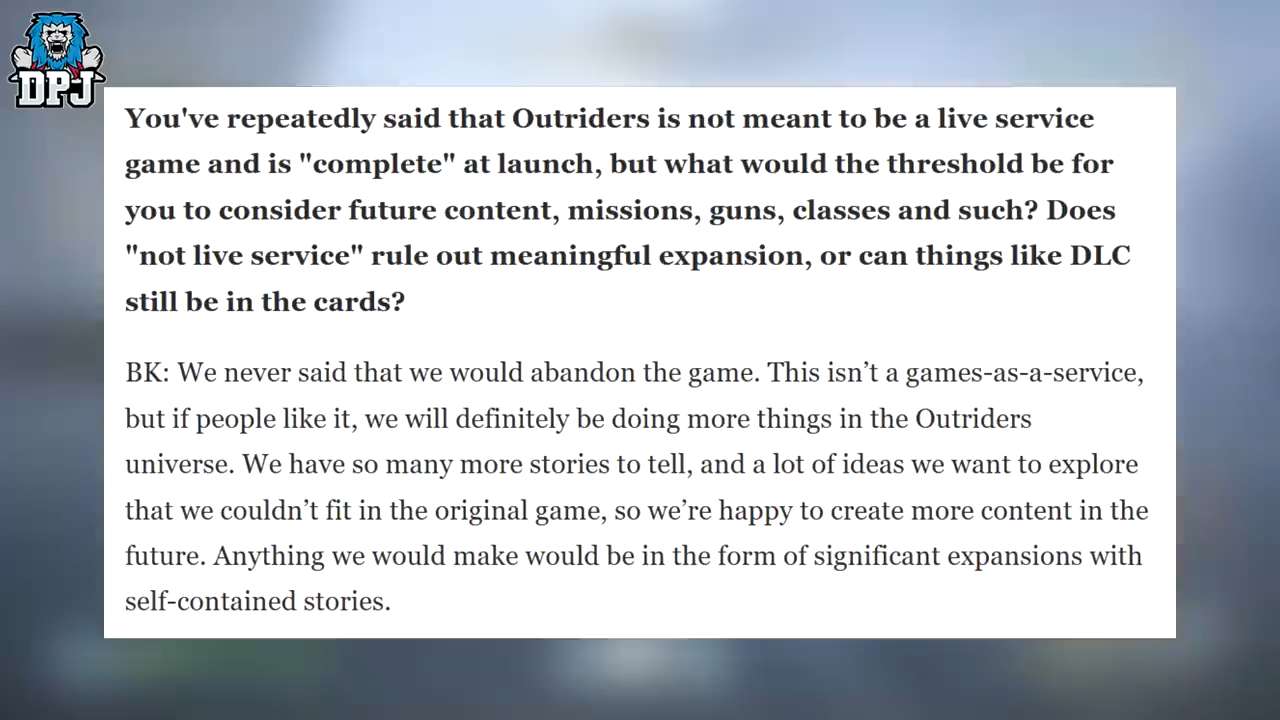 DPJ
You've repeatedly said that Outriders is not meant to be a live service
game and is "complete" at launch, but what would the threshold be for
you to consider future content, missions, guns, classes and such? Does
"not live service" rule out meaningful expansion, or can things like DLC
still be in the cards?
BK: We never said that we would abandon the game. This isn’t a games-as-a-service,
but if people like it, we will definitely be doing more things in the Outriders
universe. We have so many more stories to tell, and a lot of ideas we want to explore
that we couldn’t fit in the original game, so we’re happy to create more content in the
future. Anything we would make would be in the form of significant expansions with
self-contained stories.